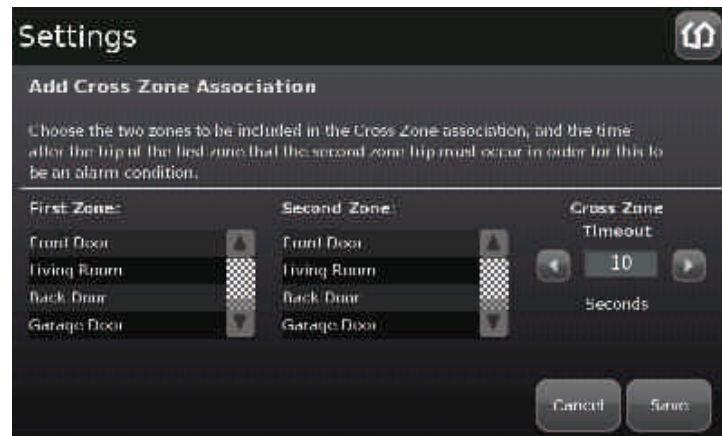 Settings
Add Cross Zone Association
Choose the two zones to be included in the Cross Zone association, and the time
after the trip of the first zone that the second zone trip must occur in order for this to
be an alarm condition.
First Zone:
Second Zone:
Cross Zone
Timeout
Front Door
Front Door
Living Room
Living Room
10
Back Door
Back Door
Seconds
Garage Door
Garage Door
Cancel
Save